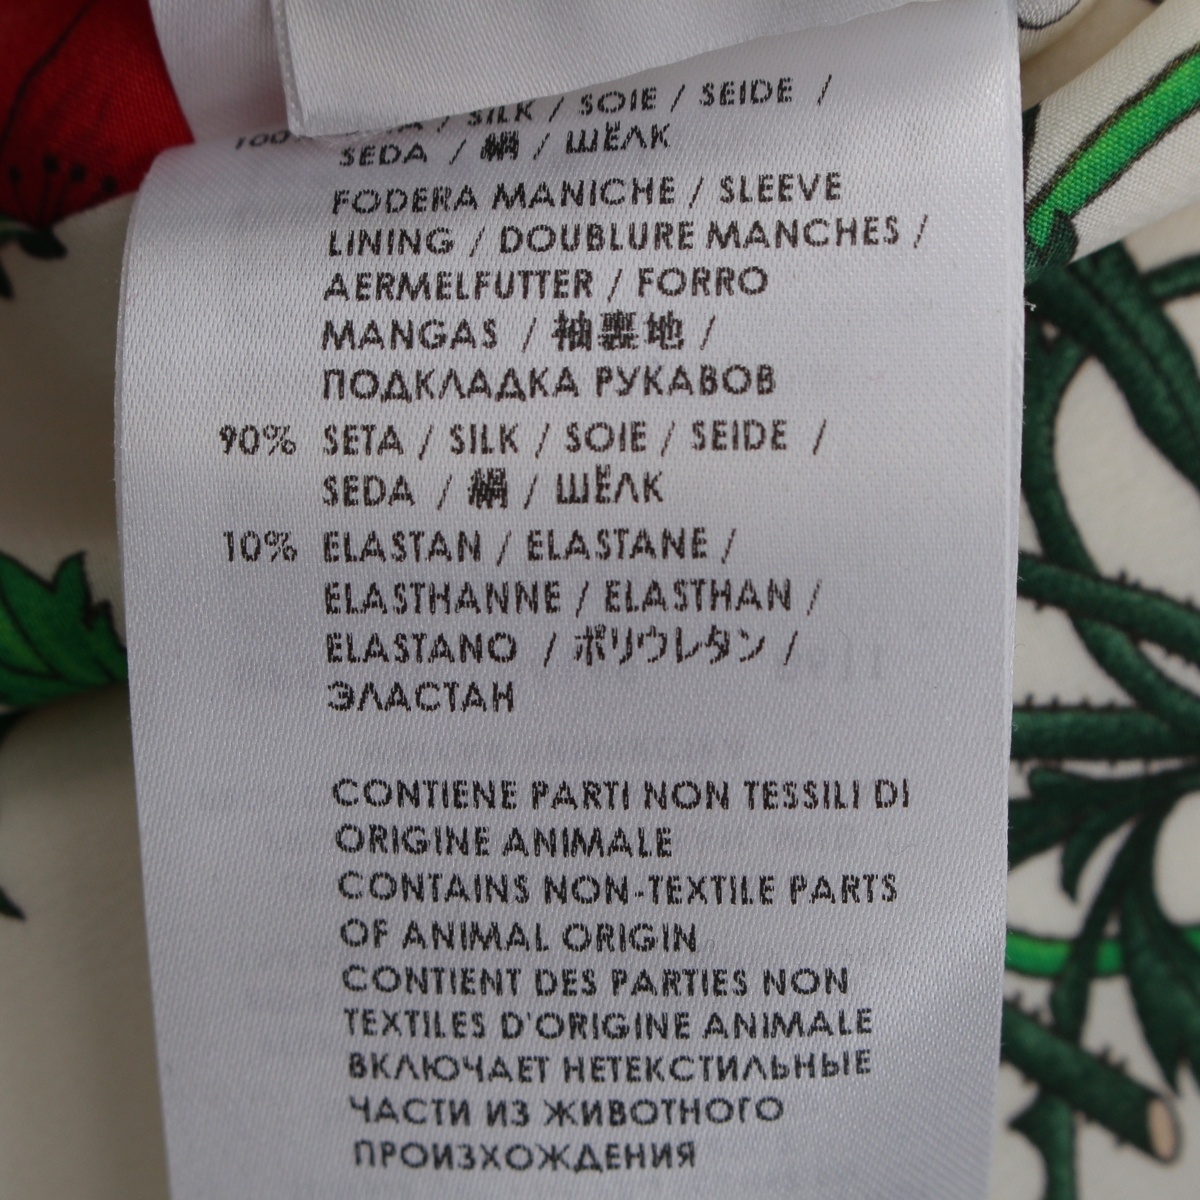 100% / SILK / SOIE / SEIDE /
SEDA / 絹 / ШЁЛК
FODERA MANICHE / SLEEVE
LINING / DOUBLURE MANCHES /
AERMELFUTTER / FORRO
MANGAS / 袖裏地 /
ПОДКЛАДКА РУКАВОВ
90% SETA / SILK / SOIE / SEIDE /
SEDA / 絹 / ШЁЛК
10% ELASTAN / ELASTANE /
ELASTHANNE / ELASTHAN /
ELASTANO / ポリウレタン /
ЭЛАСТАН
CONTIENE PARTI NON TESSILI DI
ORIGINE ANIMALE
CONTAINS NON-TEXTILE PARTS
OF ANIMAL ORIGIN
CONTIENT DES PARTIES NON
TEXTILES D'ORIGINE ANIMALE
ВКЛЮЧАЕТ НЕТЕКСТИЛЬНЫЕ
ЧАСТИ ИЗ ЖИВОТНОГО
ПРОИЗХОЖДЕНИЯ